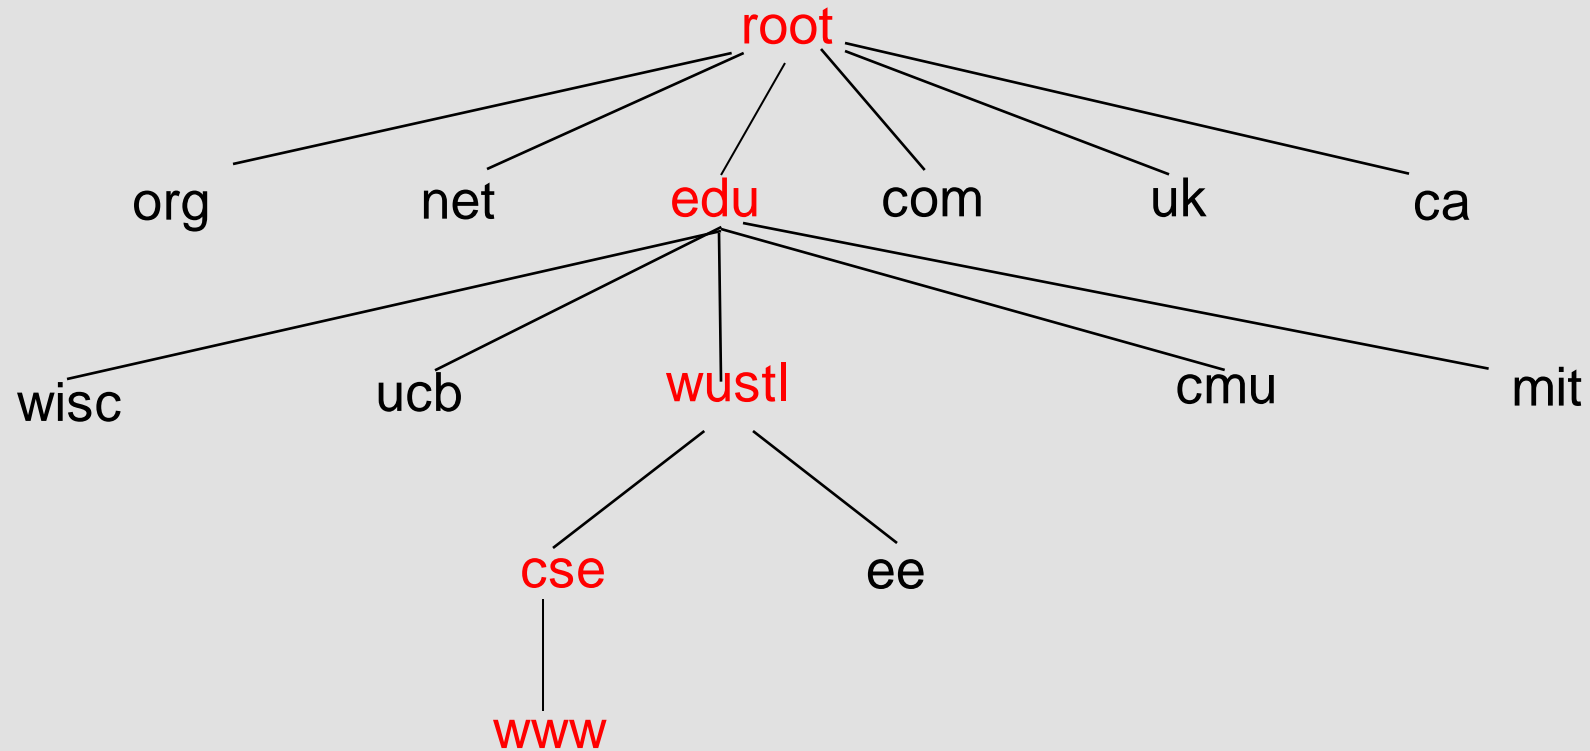 root
org net edu com uk ca
wisc ucb wustl cmu mit
cse ee
www